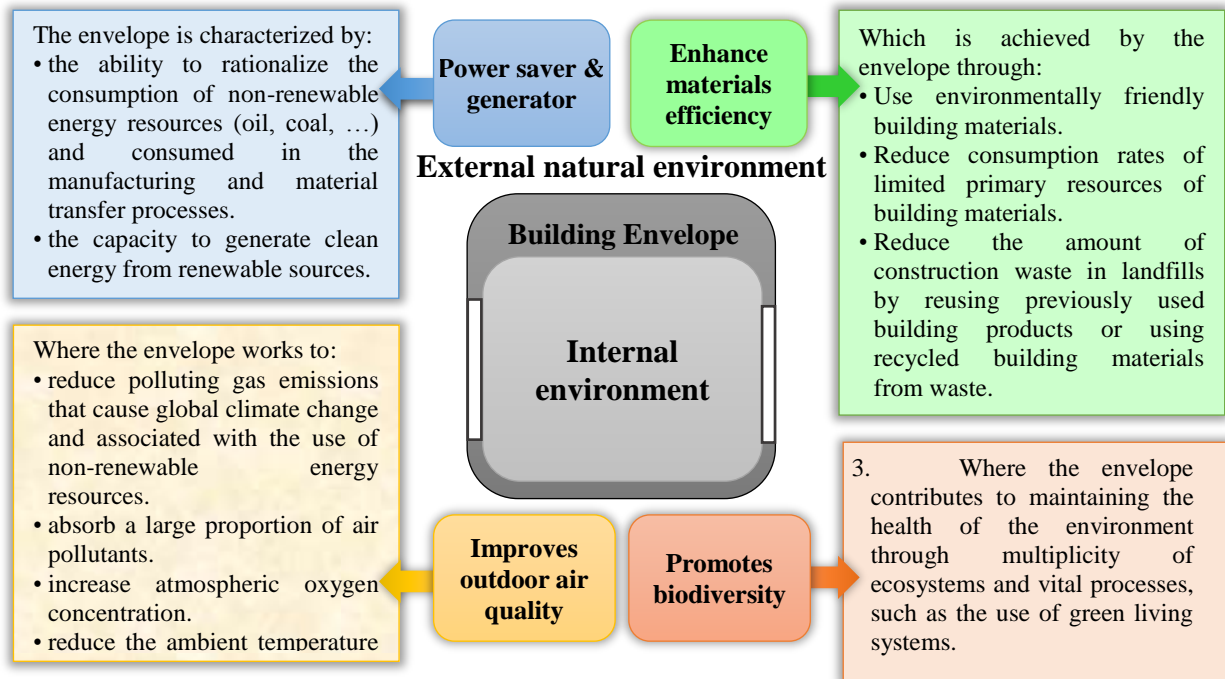 The envelope is characterized by:
• the ability to rationalize the
consumption of non-renewable
energy resources (oil, coal, …)
and consumed in the
manufacturing and material
transfer processes.
• the capacity to generate clean
energy from renewable sources.
Power saver &
generator
Enhance
materials
efficiency
Which is achieved by the
envelope through:
• Use environmentally friendly
building materials.
• Reduce consumption rates of
limited primary resources of
building materials.
• Reduce the amount of
construction waste in landfills
by reusing previously used
building products or using
recycled building materials
from waste.
External natural environment
Building Envelope
Internal
environment
Where the envelope works to:
• reduce polluting gas emissions
that cause global climate change
and associated with the use of
non-renewable energy
resources.
• absorb a large proportion of air
pollutants.
• increase atmospheric oxygen
concentration.
• reduce the ambient temperature
Improves
outdoor air
quality
Promotes
biodiversity
3. Where the envelope
contributes to maintaining the
health of the environment
through multiplicity of
ecosystems and vital processes,
such as the use of green living
systems.